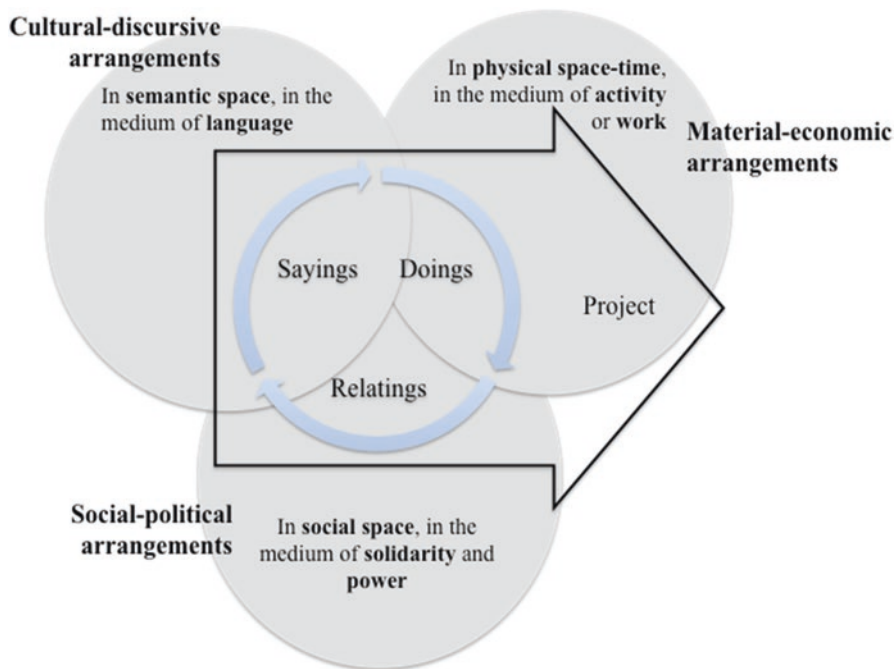 Cultural-discursive
arrangements
In semantic space, in the
medium of language
In physical space-time,
in the medium of activity
or work
Material-economic
arrangements
Sayings
Doings
Project
Relatings
Social-political
arrangements
In social space, in the
medium of solidarity and
power